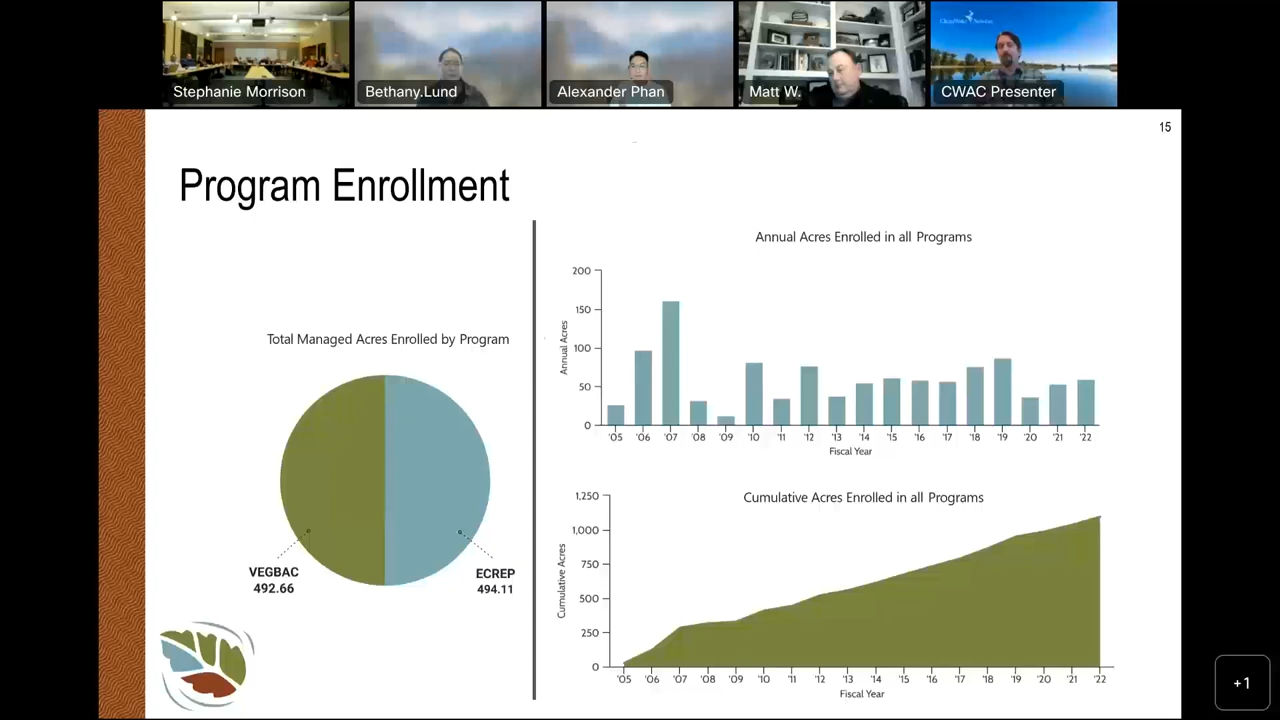 CleanWater Services
Stephanie Morrison
Bethany.Lund
Alexander Phan
Matt W.
CWAC Presenter
15
Program Enrollment
Total Managed Acres Enrolled by Program
VEGBAC
492.66
ECREP
494.11
Annual Acres Enrolled in all Programs
Annual Acres
200
150
100
50
0
'05 '06 '07 '08 '09 '10 '11 '12 '13 '14 '15 '16 '17 '18 '19 '20 '21 '22
Fiscal Year
Cumulative Acres Enrolled in all Programs
Cumulative Acres
1,250
1,000
750
500
250
0
'05 '06 '07 '08 '09 '10 '11 '12 '13 '14 '15 '16 '17 '18 '19 '20 '21 '22
Fiscal Year
+1